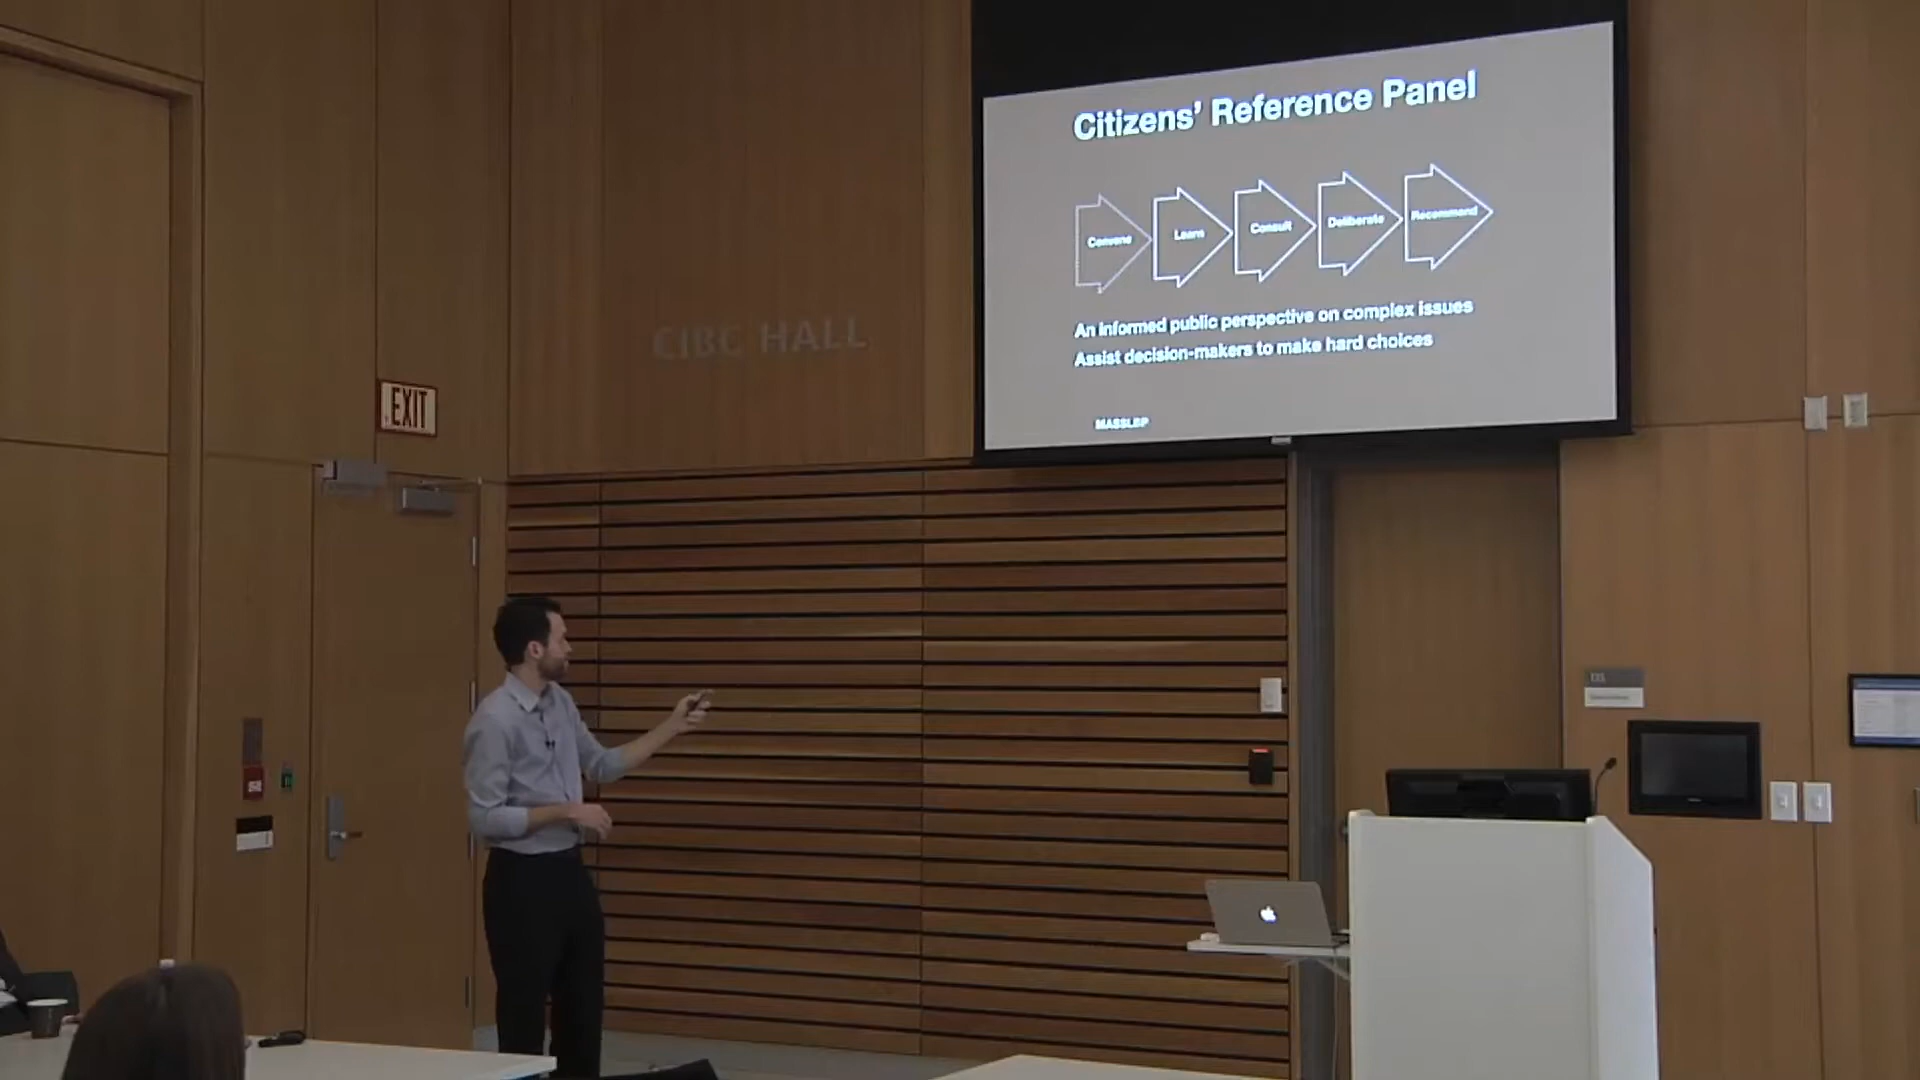 Citizens' Reference Panel
Convene
Learn
Consult
Deliberate
Recommend
An informed public perspective on complex issues
Assist decision-makers to make hard choices
MASSLBP
CIBC HALL
EXIT